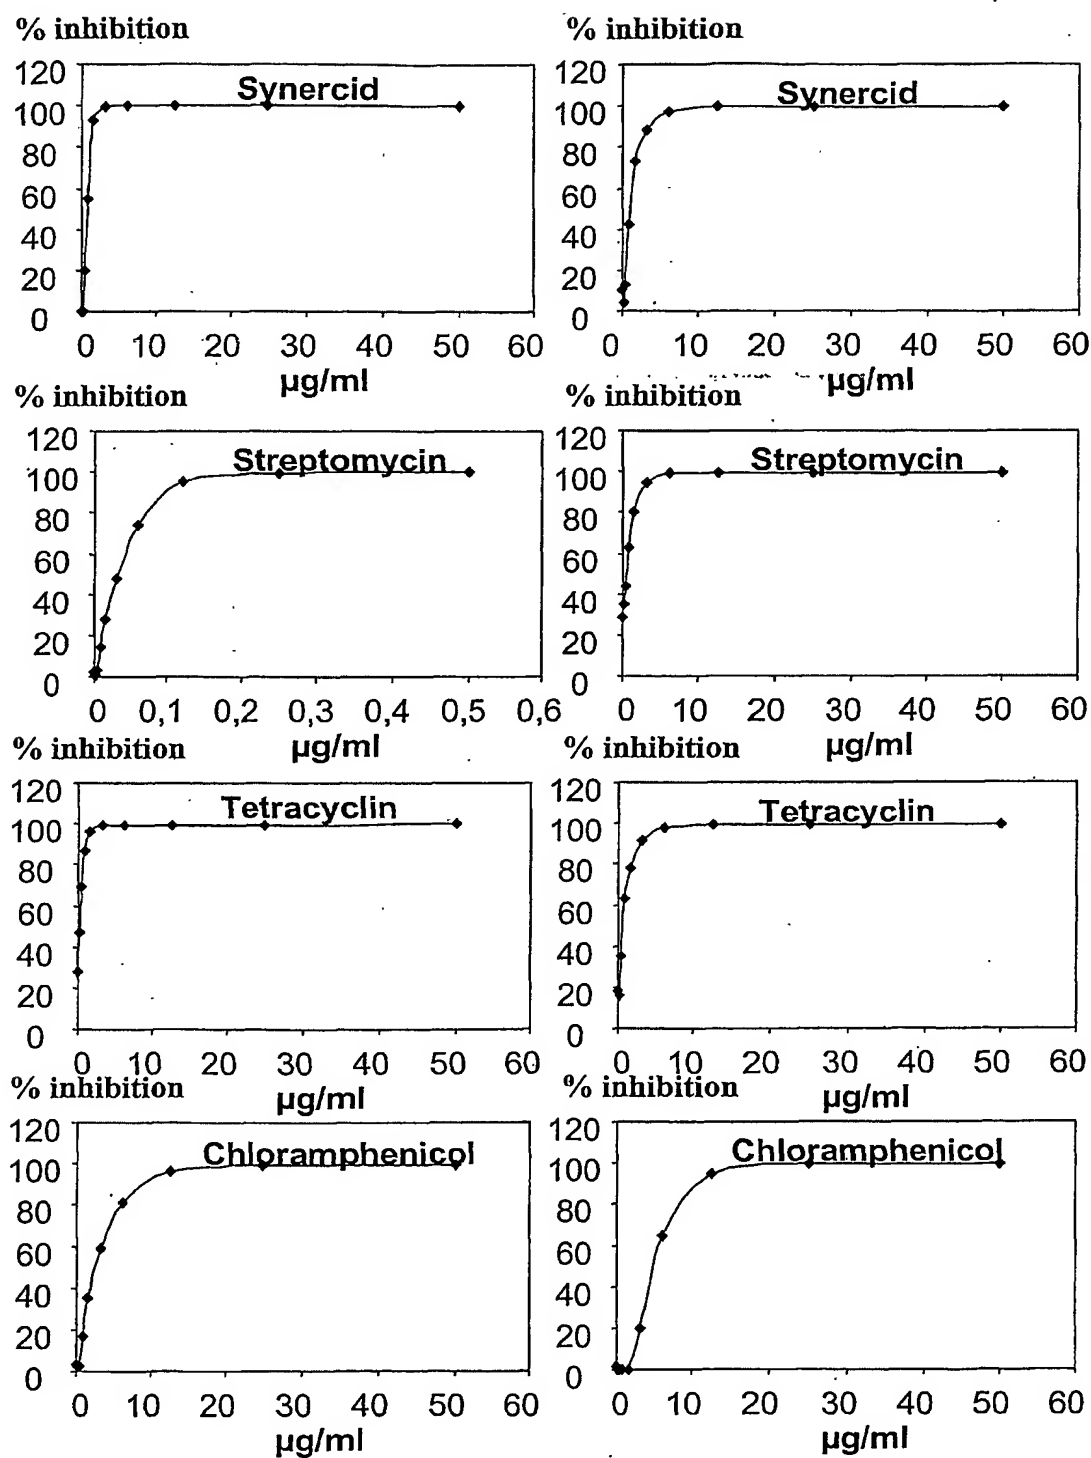 % inhibition % inhibition
120 120
Synercid Synercid
100 100
80 80
60 60
40 40
20 20
0 0
0 10 20 30 40 50 60 0 10 20 30 40 50 60
µg/ml µg/ml
% inhibition % inhibition
120 120
Streptomycin Streptomycin
100 100
80 80
60 60
40 40
20 20
0 0
0 0,1 0,2 0,3 0,4 0,5 0,6 0 10 20 30 40 50 60
µg/ml µg/ml
% inhibition % inhibition
120 120
Tetracyclin Tetracyclin
100 100
80 80
60 60
40 40
20 20
0 0
0 10 20 30 40 50 60 0 10 20 30 40 50 60
% inhibition % inhibition
µg/ml µg/ml
120 120
Chloramphenicol Chloramphenicol
100 100
80 80
60 60
40 40
20 20
0 0
0 10 20 30 40 50 60 0 10 20 30 40 50 60
µg/ml µg/ml